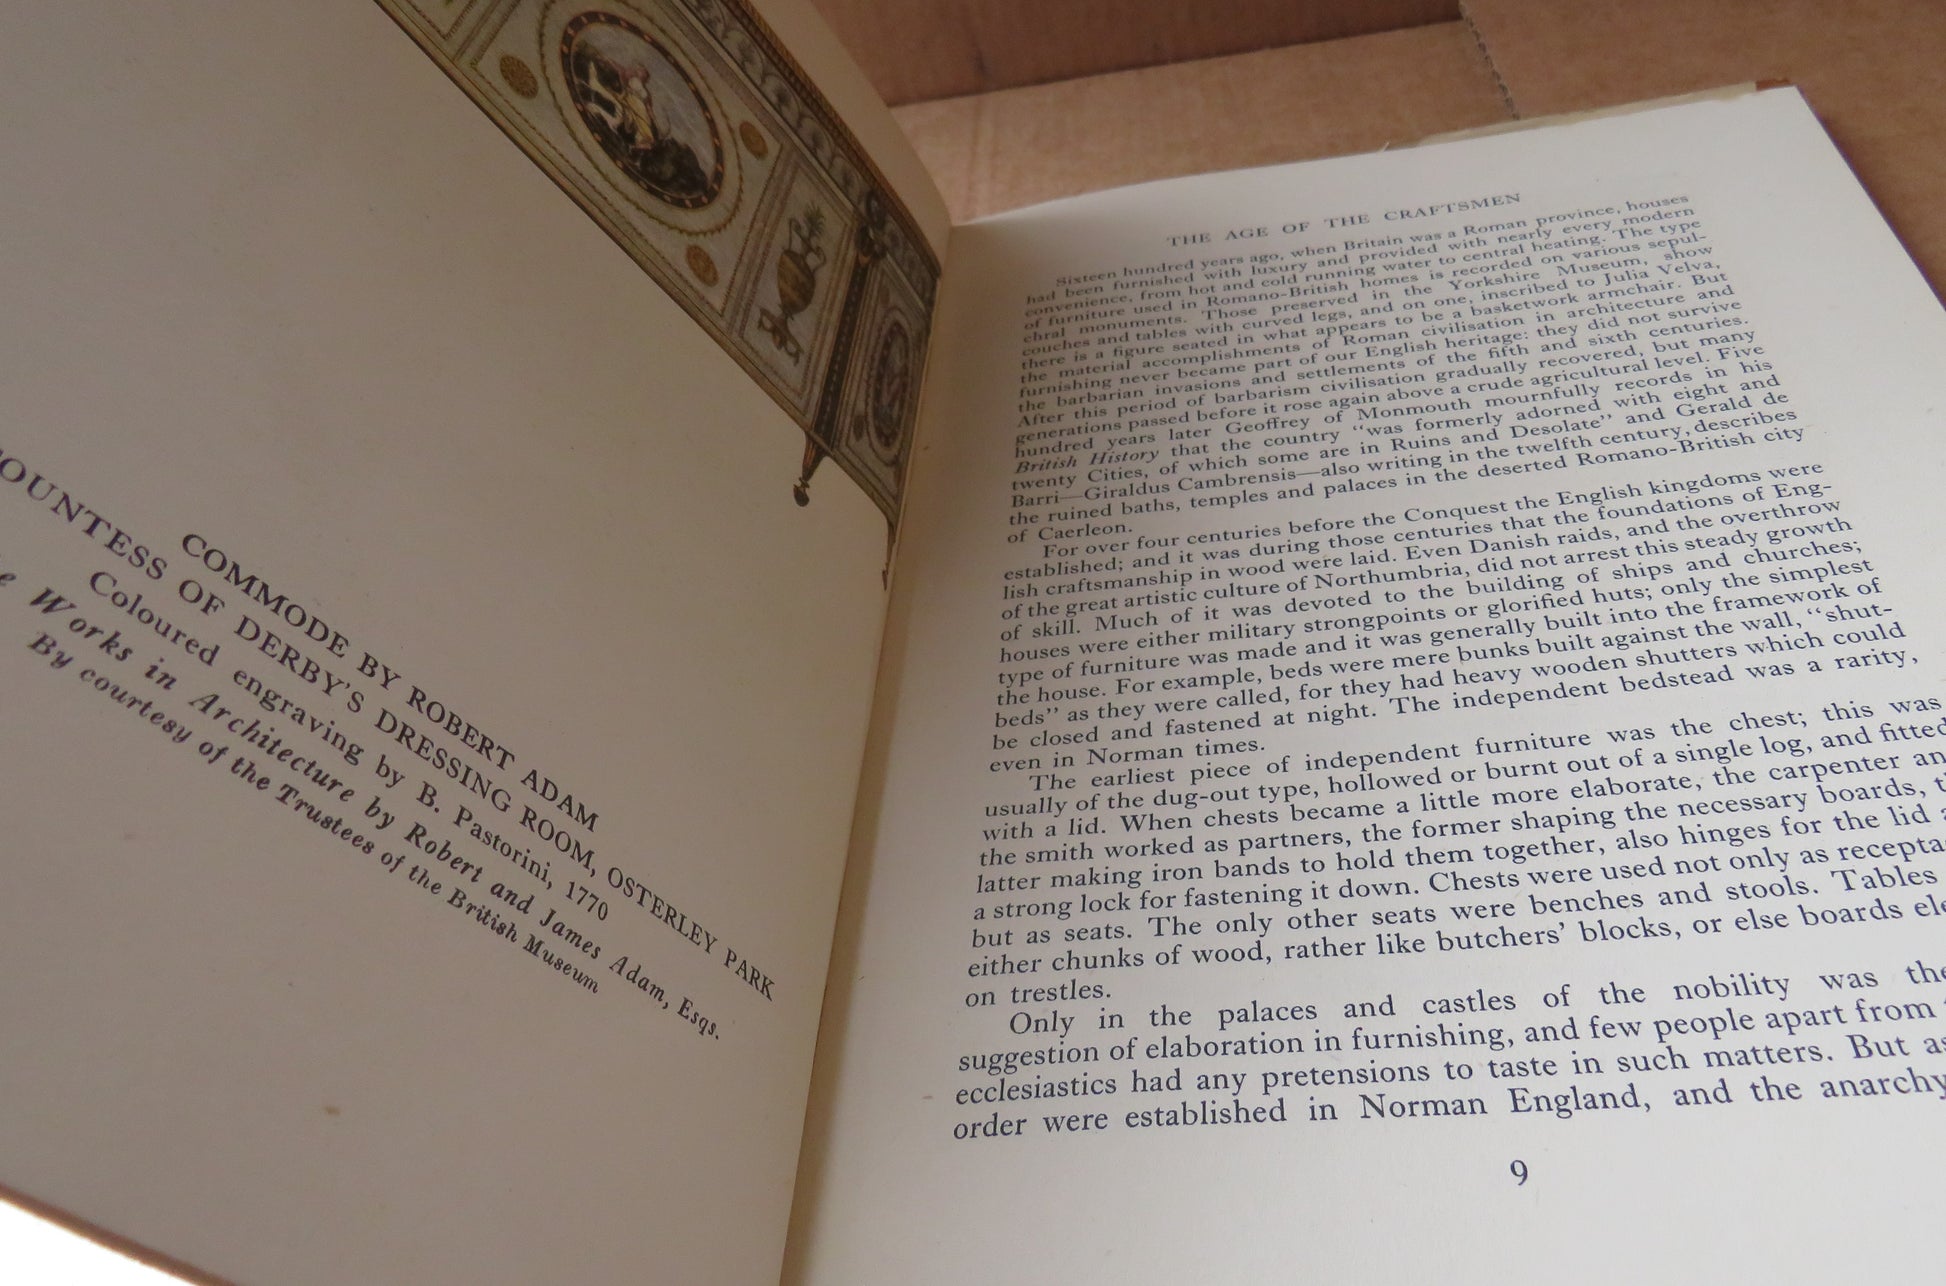 COMMODE BY ROBERT ADAM
COUNTESS OF DERBY'S DRESSING ROOM, OSTERLEY PARK
Coloured engraving by B. Pastorini, 1770
Works in Architecture by Robert and James Adam, Esqs.
By courtesy of the Trustees of the British Museum
THE AGE OF THE CRAFTSMEN
Sixteen hundred years ago, when Britain was a Roman province, houses
had been furnished with luxury and provided with nearly every modern
convenience, from hot and cold running water to central heating. The type
of furniture used in Romano-British homes is recorded on various sepul-
chral monuments. Those preserved in the Yorkshire Museum, show
couches and tables with curved legs, and on one, inscribed to Julia Velva,
there is a figure seated in what appears to be a basketwork armchair. But
the material accomplishments of Roman civilisation in architecture and
furnishing never became part of our English heritage: they did not survive
the barbarian invasions and settlements of the fifth and sixth centuries.
After this period of barbarism civilisation gradually recovered, but many
generations passed before it rose again above a crude agricultural level. Five
hundred years later Geoffrey of Monmouth mournfully records in his
British History that the country "was formerly adorned with eight and
twenty Cities, of which some are in Ruins and Desolate" and Gerald de
Barri—Giraldus Cambrensis—also writing in the twelfth century, describes
the ruined baths, temples and palaces in the deserted Romano-British city
of Caerleon.
For over four centuries before the Conquest the English kingdoms were
established; and it was during those centuries that the foundations of Eng-
lish craftsmanship in wood were laid. Even Danish raids, and the overthrow
of the great artistic culture of Northumbria, did not arrest this steady growth
of skill. Much of it was devoted to the building of ships and churches;
houses were either military strongpoints or glorified huts; only the simplest
type of furniture was made and it was generally built into the framework of
the house. For example, beds were mere bunks built against the wall, "shut-
beds" as they were called, for they had heavy wooden shutters which could
be closed and fastened at night. The independent bedstead was a rarity,
even in Norman times.
The earliest piece of independent furniture was the chest; this was
usually of the dug-out type, hollowed or burnt out of a single log, and fitted
with a lid. When chests became a little more elaborate, the carpenter an
the smith worked as partners, the former shaping the necessary boards, t
latter making iron bands to hold them together, also hinges for the lid a
a strong lock for fastening it down. Chests were used not only as recepta
but as seats. The only other seats were benches and stools. Tables
either chunks of wood, rather like butchers' blocks, or else boards ele
on trestles.
Only in the palaces and castles of the nobility was the
suggestion of elaboration in furnishing, and few people apart from
ecclesiastics had any pretensions to taste in such matters. But as
order were established in Norman England, and the anarchy
9